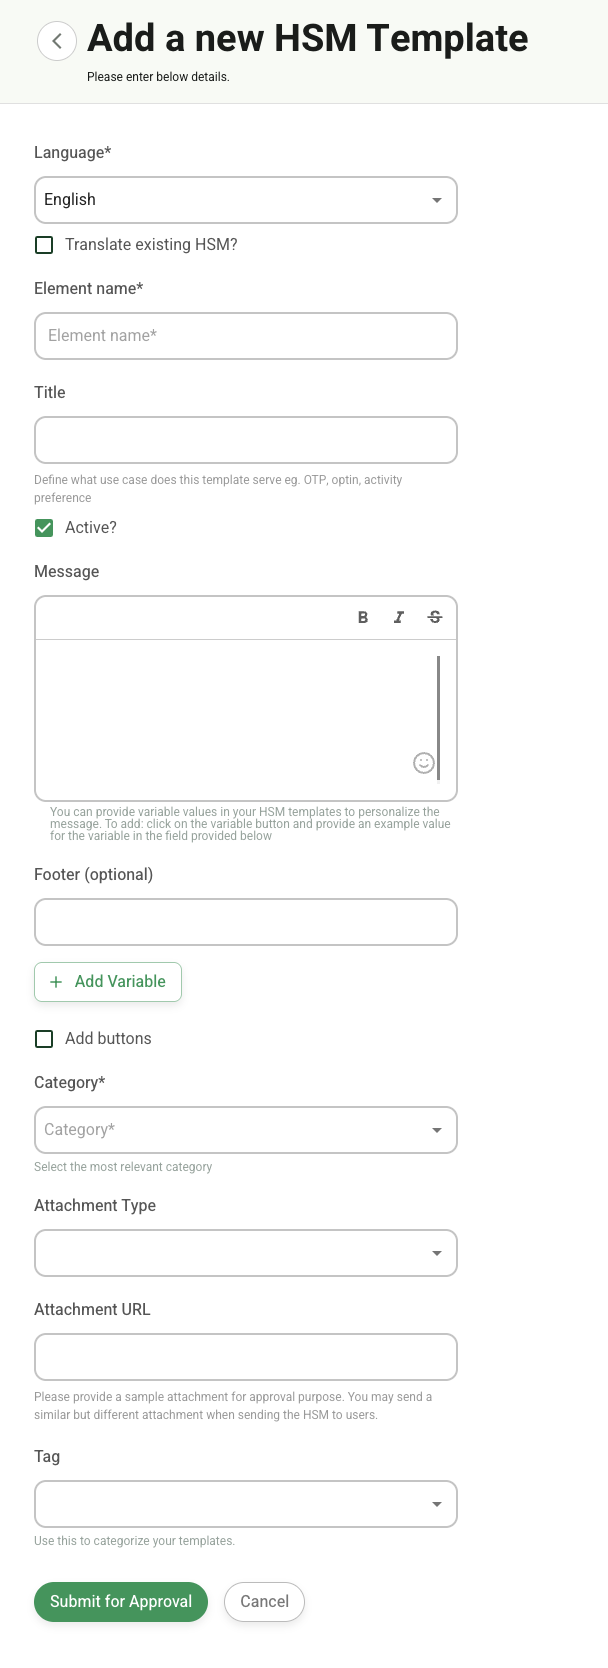 Add a new HSM Template
Please enter below details.
Language*
English
Translate existing HSM?
Element name*
Element name*
Title
Define what use case does this template serve eg. OTP, optin, activity
preference
Active?
Message
B I S
You can provide variable values in your HSM templates to personalize the
message. To add: click on the variable button and provide an example value
for the variable in the field provided below
Footer (optional)
+ Add Variable
Add buttons
Category*
Category*
Select the most relevant category
Attachment Type
Attachment URL
Please provide a sample attachment for approval purpose. You may send a
similar but different attachment when sending the HSM to users.
Tag
Use this to categorize your templates.
Submit for Approval
Cancel